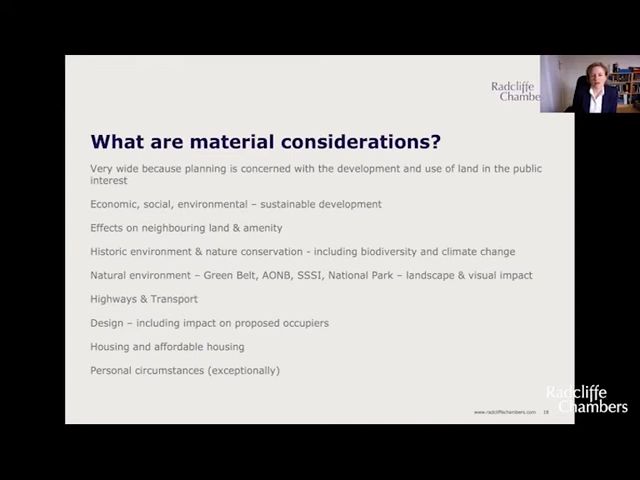 Radcliffe
Chambe
What are material considerations?
Very wide because planning is concerned with the development and use of land in the public
interest
Economic, social, environmental – sustainable development
Effects on neighbouring land & amenity
Historic environment & nature conservation - including biodiversity and climate change
Natural environment – Green Belt, AONB, SSSI, National Park – landscape & visual impact
Highways & Transport
Design – including impact on proposed occupiers
Housing and affordable housing
Personal circumstances (exceptionally)
www.radcliffechambers.com 18
Radcliffe
Chambers